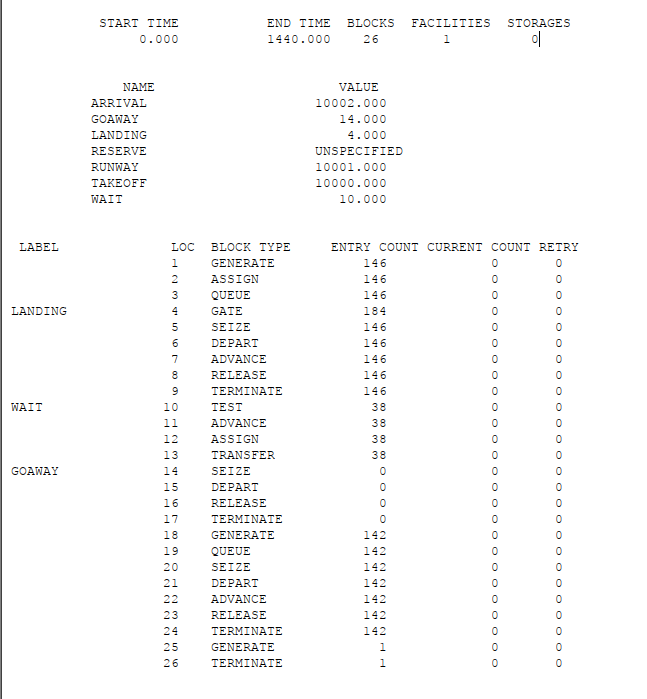 START TIME END TIME BLOCKS FACILITIES STORAGES
0.000 1440.000 26 1 0
NAME VALUE
ARRIVAL 10002.000
GOAWAY 14.000
LANDING 4.000
RESERVE UNSPECIFIED
RUNWAY 10001.000
TAKEOFF 10000.000
WAIT 10.000
LABEL LOC BLOCK TYPE ENTRY COUNT CURRENT COUNT RETRY
1 GENERATE 146 0 0
2 ASSIGN 146 0 0
3 QUEUE 146 0 0
LANDING 4 GATE 184 0 0
5 SEIZE 146 0 0
6 DEPART 146 0 0
7 ADVANCE 146 0 0
8 RELEASE 146 0 0
9 TERMINATE 146 0 0
WAIT 10 TEST 38 0 0
11 ADVANCE 38 0 0
12 ASSIGN 38 0 0
13 TRANSFER 38 0 0
GOAWAY 14 SEIZE 0 0 0
15 DEPART 0 0 0
16 RELEASE 0 0 0
17 TERMINATE 0 0 0
18 GENERATE 142 0 0
19 QUEUE 142 0 0
20 SEIZE 142 0 0
21 DEPART 142 0 0
22 ADVANCE 142 0 0
23 RELEASE 142 0 0
24 TERMINATE 142 0 0
25 GENERATE 1 0 0
26 TERMINATE 1 0 0